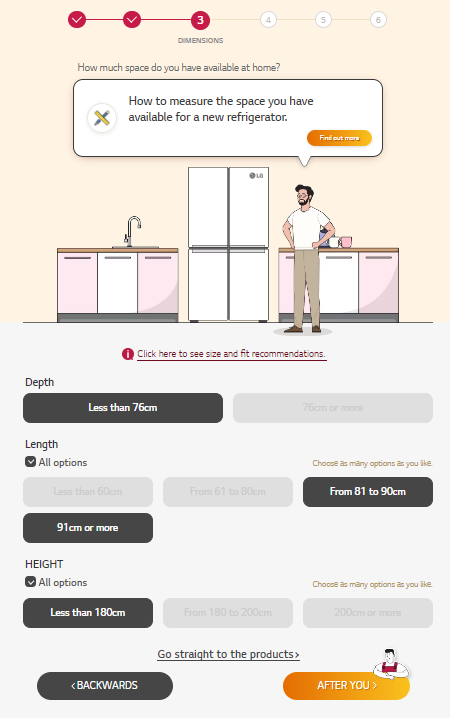 3
4
5
6
DIMENSIONS
How much space do you have available at home?
How to measure the space you have
available for a new refrigerator.
Find out more
LG
i Click here to see size and fit recommendations.
Depth
Less than 76cm
76cm or more
Length
All options
Choose as many options as you like.
Less than 60cm
From 61 to 80cm
From 81 to 90cm
91cm or more
HEIGHT
All options
Choose as many options as you like.
Less than 180cm
From 180 to 200cm
200cm or more
Go straight to the products>
<BACKWARDS
AFTER YOU >